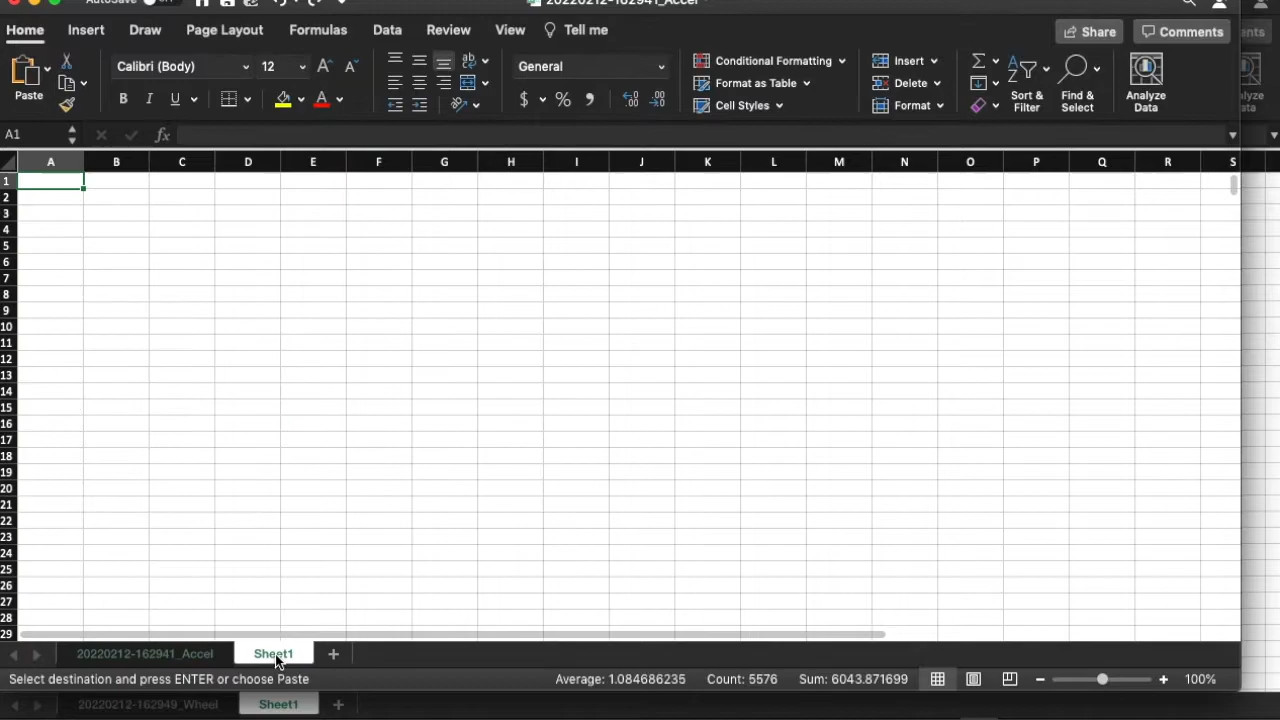 AutoSave
20220212-162941_Accel
Home Insert Draw Page Layout Formulas Data Review View Tell me Share Comments
Paste
Calibri (Body) 12
B I U A
General
$ % 9
Conditional Formatting
Format as Table
Cell Styles
Insert
Delete
Format
Sort &
Filter
Find &
Select
Analyze
Data
A1 fx
A B C D E F G H I J K L M N O P Q R S
1
2
3
4
5
6
7
8
9
10
11
12
13
14
15
16
17
18
19
20
21
22
23
24
25
26
27
28
29
20220212-162941_Accel Sheet1
Select destination and press ENTER or choose Paste Average: 1.084686235 Count: 5576 Sum: 6043.871699 100%
20220212-162949_Wheel Sheet1